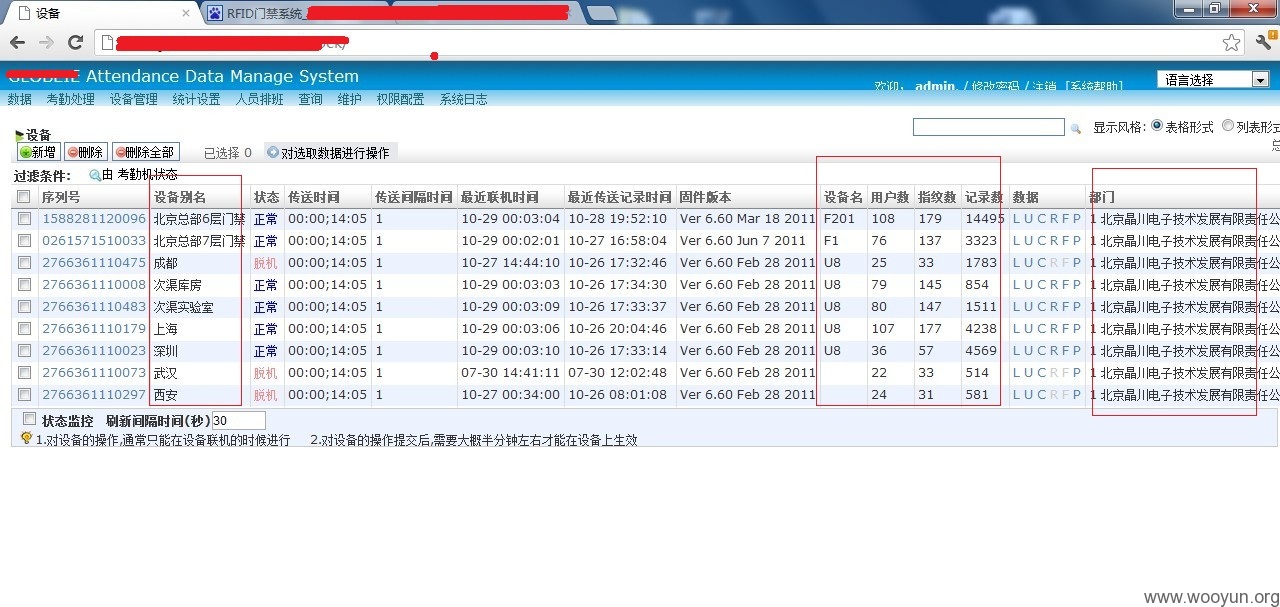 设备
RFID门禁系统_
Attendance Data Manage System
欢迎: admin. / 修改密码 / 注销 [系统帮助] 语言选择
数据 考勤处理 设备管理 统计设置 人员排班 查询 维护 权限配置 系统日志
设备
显示风格: 表格形式 列表形式
新增 删除 删除全部 已选择 0 对选取数据进行操作
过滤条件: 由 考勤机状态
序列号 设备别名 状态 传送时间 传送间隔时间 最近联机时间 最近传送记录时间 固件版本 设备名 用户数 指纹数 记录数 数据 部门
1588281120096 北京总部6层门禁 正常 00:00;14:05 1 10-29 00:03:04 10-28 19:52:10 Ver 6.60 Mar 18 2011 F201 108 179 14495 L U C R F P 1 北京晶川电子技术发展有限责任公
0261571510033 北京总部7层门禁 正常 00:00;14:05 1 10-29 00:02:01 10-27 16:58:04 Ver 6.60 Jun 7 2011 F1 76 137 3323 L U C R F P 1 北京晶川电子技术发展有限责任公
2766361110475 成都 脱机 00:00;14:05 1 10-27 14:44:10 10-26 17:32:46 Ver 6.60 Feb 28 2011 U8 25 33 1783 L U C R F P 1 北京晶川电子技术发展有限责任公
2766361110008 次渠库房 正常 00:00;14:05 1 10-29 00:03:03 10-26 17:34:30 Ver 6.60 Feb 28 2011 U8 79 145 854 L U C R F P 1 北京晶川电子技术发展有限责任公
2766361110483 次渠实验室 正常 00:00;14:05 1 10-29 00:03:09 10-26 17:33:37 Ver 6.60 Feb 28 2011 U8 80 147 1511 L U C R F P 1 北京晶川电子技术发展有限责任公
2766361110179 上海 正常 00:00;14:05 1 10-29 00:03:06 10-26 20:04:46 Ver 6.60 Feb 28 2011 U8 107 177 4238 L U C R F P 1 北京晶川电子技术发展有限责任公
2766361110023 深圳 正常 00:00;14:05 1 10-29 00:03:10 10-26 17:33:14 Ver 6.60 Feb 28 2011 U8 36 57 4569 L U C R F P 1 北京晶川电子技术发展有限责任公
2766361110073 武汉 脱机 00:00;14:05 1 07-30 14:41:11 07-30 12:02:48 Ver 6.60 Feb 28 2011 22 33 514 L U C R F P 1 北京晶川电子技术发展有限责任公
2766361110297 西安 脱机 00:00;14:05 1 10-27 00:34:00 10-26 08:01:08 Ver 6.60 Feb 28 2011 24 31 581 L U C R F P 1 北京晶川电子技术发展有限责任公
状态监控 刷新间隔时间(秒) 30
1.对设备的操作,通常只能在设备联机的时候进行 2.对设备的操作提交后,需要大概半分钟左右才能在设备上生效
www.wooyun.org